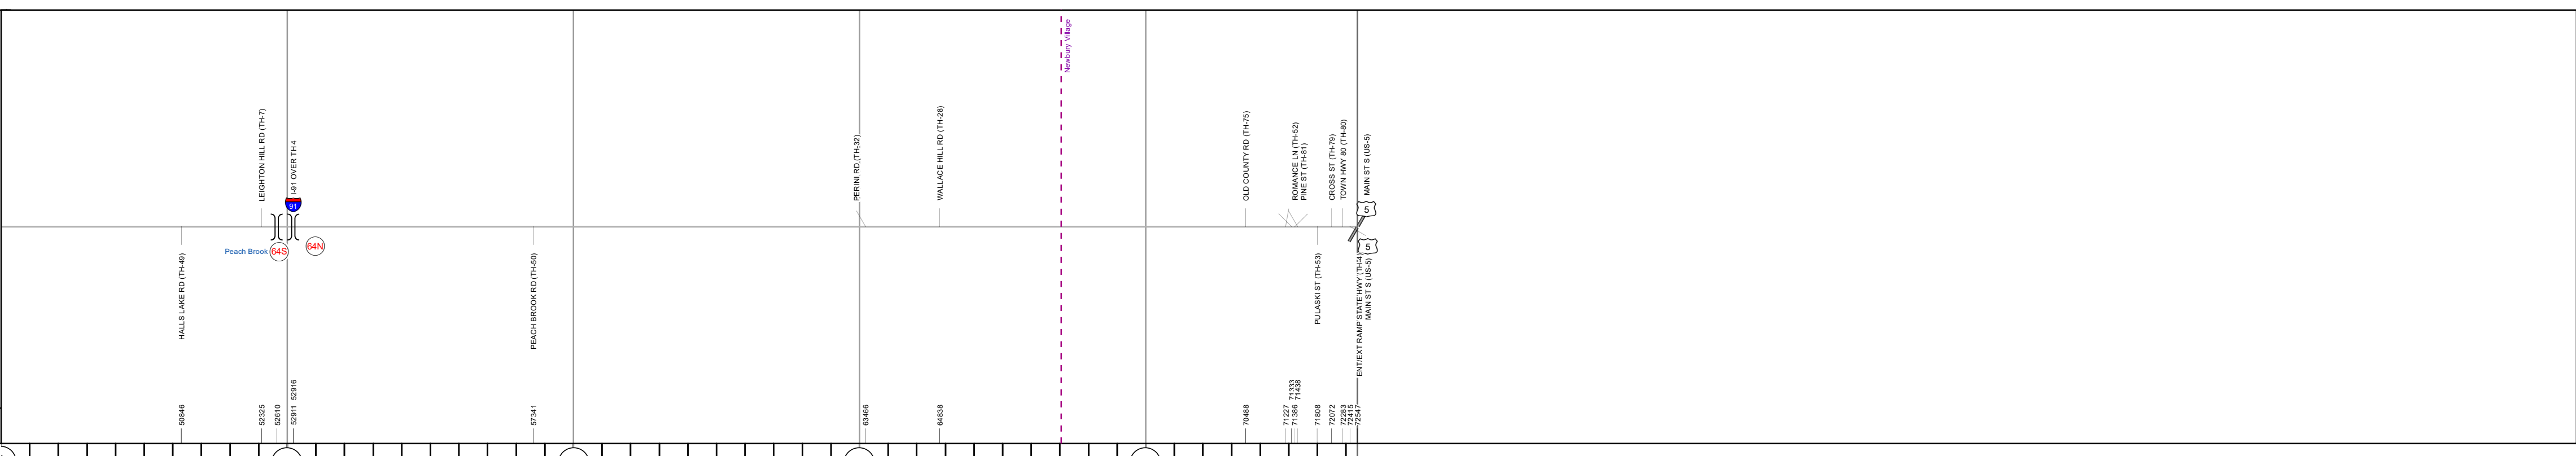 Newbury Village
LEIGHTON HILL RD (TH-7)
I-91 OVER TH 4
PERINI RD (TH-32)
WALLACE HILL RD (TH-28)
OLD COUNTY RD (TH-75)
ROMANCE LN (TH-52)
PINE ST (TH-81)
CROSS ST (TH-79)
TOWN HWY 80 (TH-80)
MAIN ST S (US-5)
91
5
Peach Brook
64S
64N
5
HALLS LAKE RD (TH-49)
PEACH BROOK RD (TH-50)
PULASKI ST (TH-53)
ENT/EXT RAMP STATE HWY (TH-4)
MAIN ST S (US-5)
50846
52325
52610
52911 52916
57341
63466
64838
70488
71227
71333
71386
71438
71808
72072
72283
72415
72547